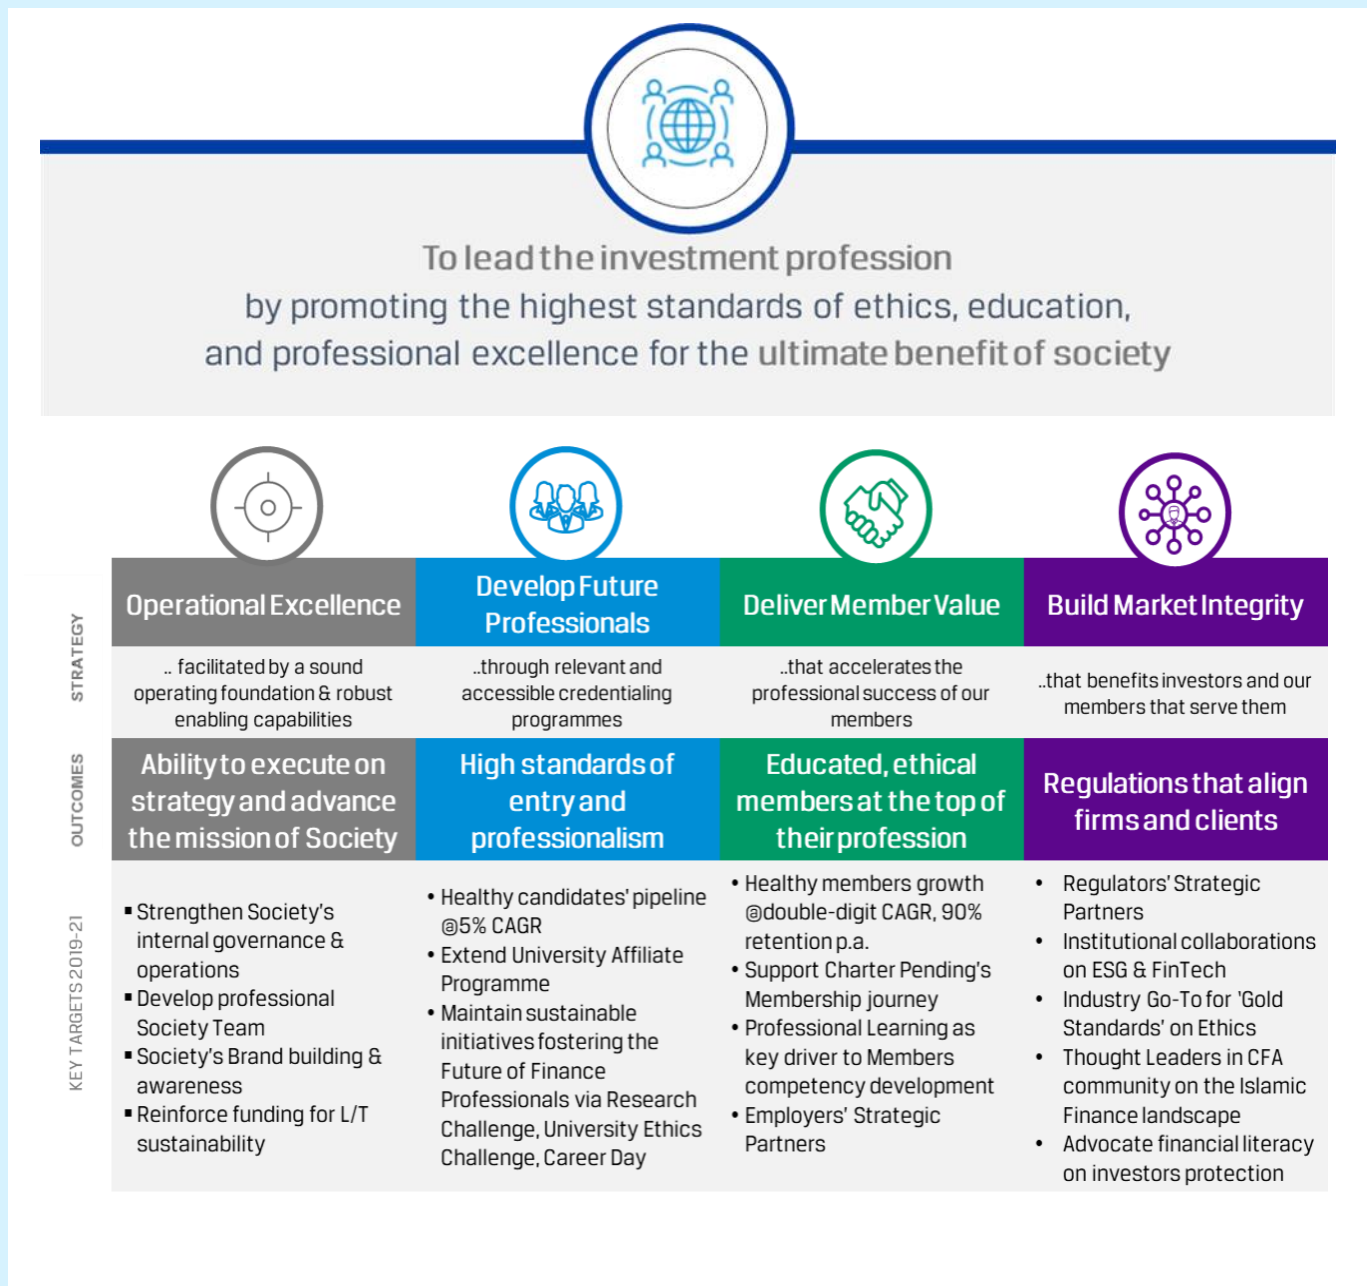 To lead the investment profession
by promoting the highest standards of ethics, education,
and professional excellence for the ultimate benefit of society
STRATEGY
Operational Excellence
.. facilitated by a sound
operating foundation & robust
enabling capabilities
Develop Future
Professionals
..through relevant and
accessible credentialing
programmes
Deliver Member Value
..that accelerates the
professional success of our
members
Build Market Integrity
..that benefits investors and our
members that serve them
OUTCOMES
Ability to execute on
strategy and advance
the mission of Society
High standards of
entry and
professionalism
Educated, ethical
members at the top of
their profession
Regulations that align
firms and clients
KEY TARGETS 2019-21
▪ Strengthen Society's
internal governance &
operations
▪ Develop professional
Society Team
▪ Society's Brand building &
awareness
▪ Reinforce funding for L/T
sustainability
• Healthy candidates' pipeline
@5% CAGR
• Extend University Affiliate
Programme
• Maintain sustainable
initiatives fostering the
Future of Finance
Professionals via Research
Challenge, University Ethics
Challenge, Career Day
• Healthy members growth
@double-digit CAGR, 90%
retention p.a.
• Support Charter Pending's
Membership journey
• Professional Learning as
key driver to Members
competency development
• Employers' Strategic
Partners
• Regulators' Strategic
Partners
• Institutional collaborations
on ESG & FinTech
• Industry Go-To for 'Gold
Standards' on Ethics
• Thought Leaders in CFA
community on the Islamic
Finance landscape
• Advocate financial literacy
on investors protection